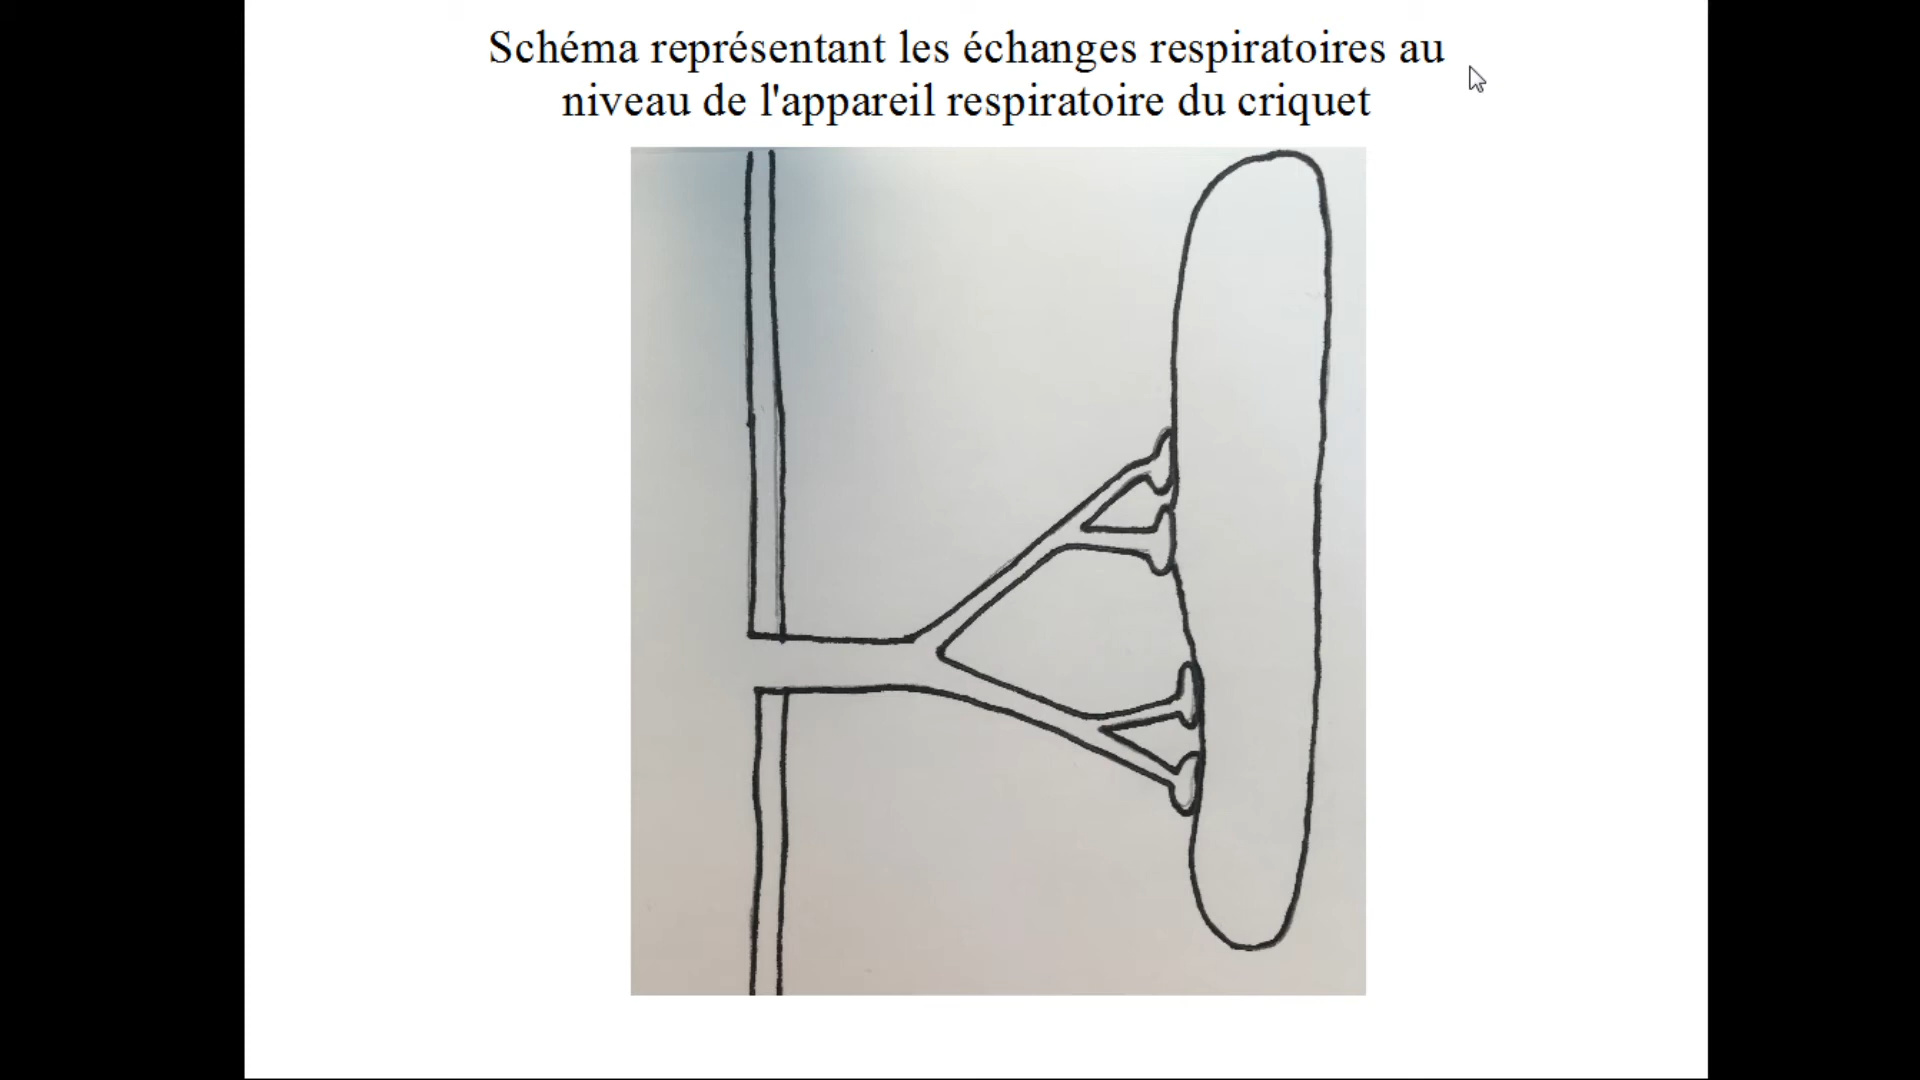 Schéma représentant les échanges respiratoires au
niveau de l'appareil respiratoire du criquet